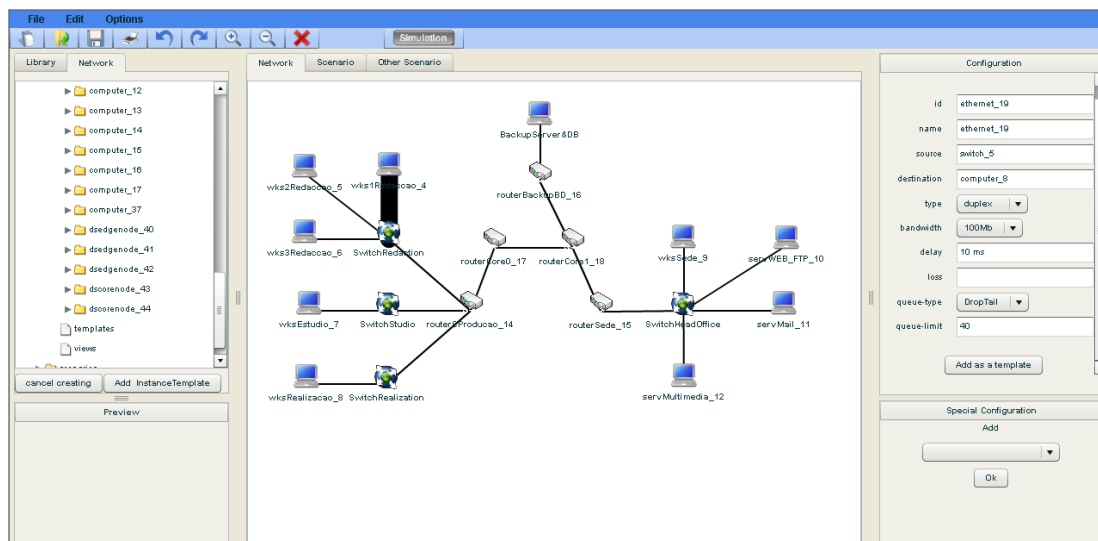 File Edit Options
Simulation
Library Network
computer_12
computer_13
computer_14
computer_15
computer_16
computer_17
computer_37
dsedgenode_40
dsedgenode_41
dsedgenode_42
dscorenode_43
dscorenode_44
templates
views
cancel creating Add InstanceTemplate
Preview
Network Scenario Other Scenario
BackupServer&DB
wks2Redaccao_5 wks1Redaccao_4
routerBackupBD_16
wks3Redaccao_6 SwitchRedaction
routerCore0_17 routerCore1_18 wksSede_9 servWEB_FTP_10
wksEstudio_7 SwitchStudio routerCProducao_14 routerSede_15 SwitchHeadOffice servMail_11
wksRealizacao_8 SwitchRealization servMultimedia_12
Configuration
id ethernet_19
name ethernet_19
source switch_5
destination computer_8
type duplex
bandwidth 100Mb
delay 10 ms
loss
queue-type DropTail
queue-limit 40
Add as a template
Special Configuration
Add
Ok